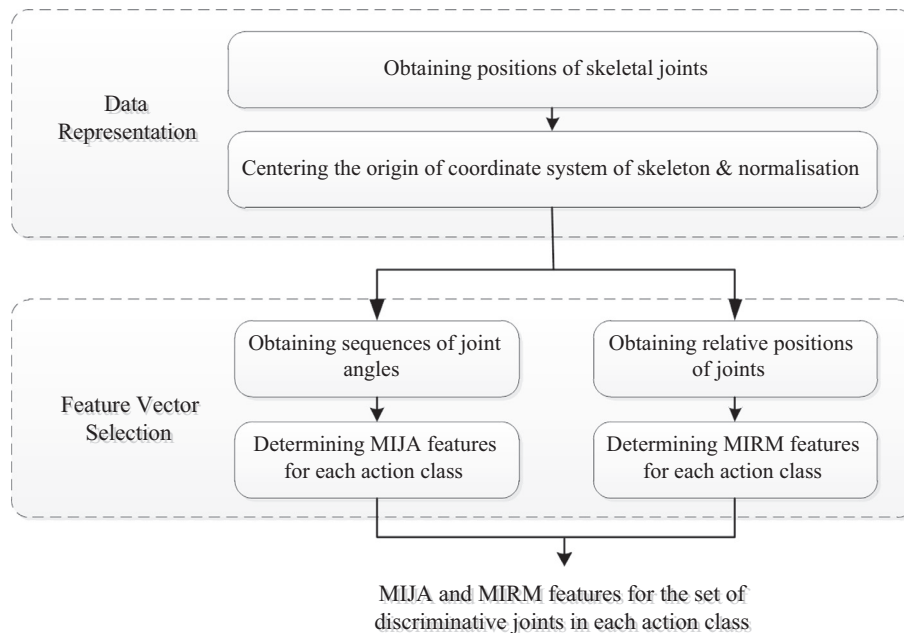 Obtaining positions of skeletal joints
Data
Representation
Centering the origin of coordinate system of skeleton & normalisation
Obtaining sequences of joint
angles
Obtaining relative positions
of joints
Feature Vector
Selection
Determining MIJA features
for each action class
Determining MIRM features
for each action class
MIJA and MIRM features for the set of
discriminative joints in each action class